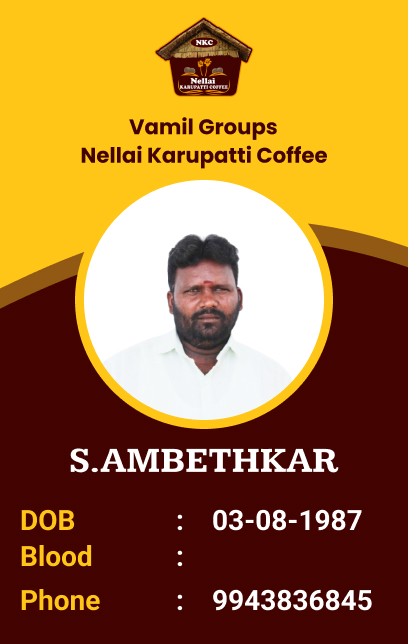 NKC
Nellai
KARUPATTI COFFEE
Vamil Groups
Nellai Karupatti Coffee
S.AMBETHKAR
DOB : 03-08-1987
Blood :
Phone : 9943836845